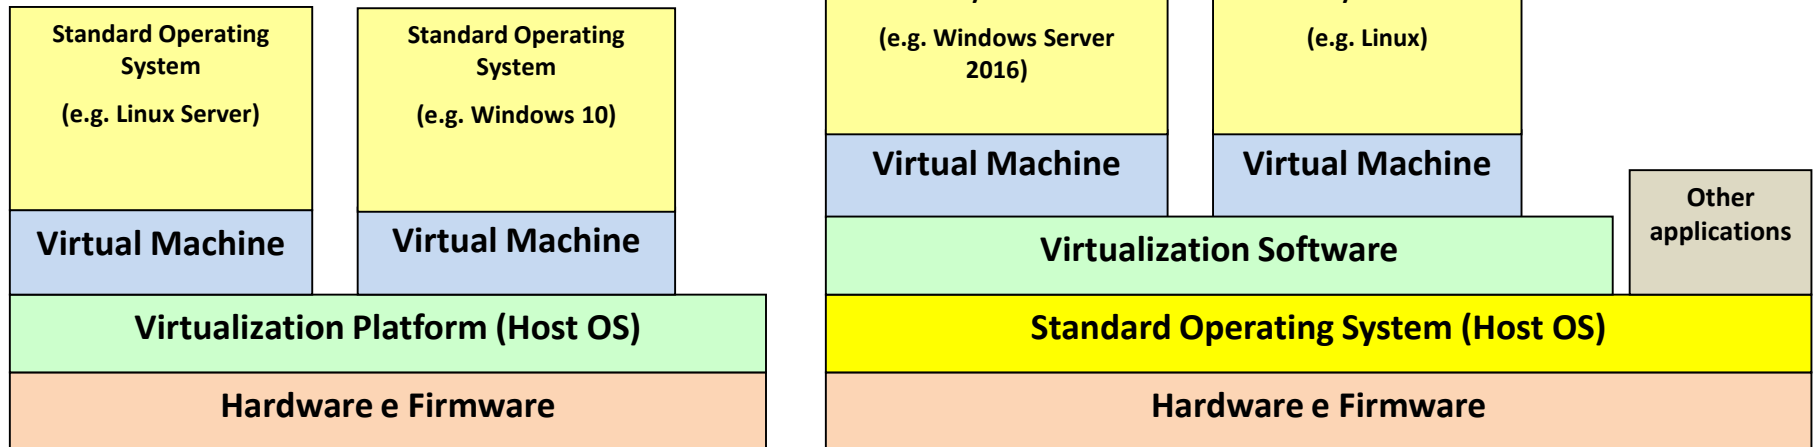 Standard Operating
System
(e.g. Linux Server)
Virtual Machine
Standard Operating
System
(e.g. Windows 10)
Virtual Machine
Virtualization Platform (Host OS)
Hardware e Firmware
(e.g. Windows Server
2016)
Virtual Machine
(e.g. Linux)
Virtual Machine
Virtualization Software
Other
applications
Standard Operating System (Host OS)
Hardware e Firmware